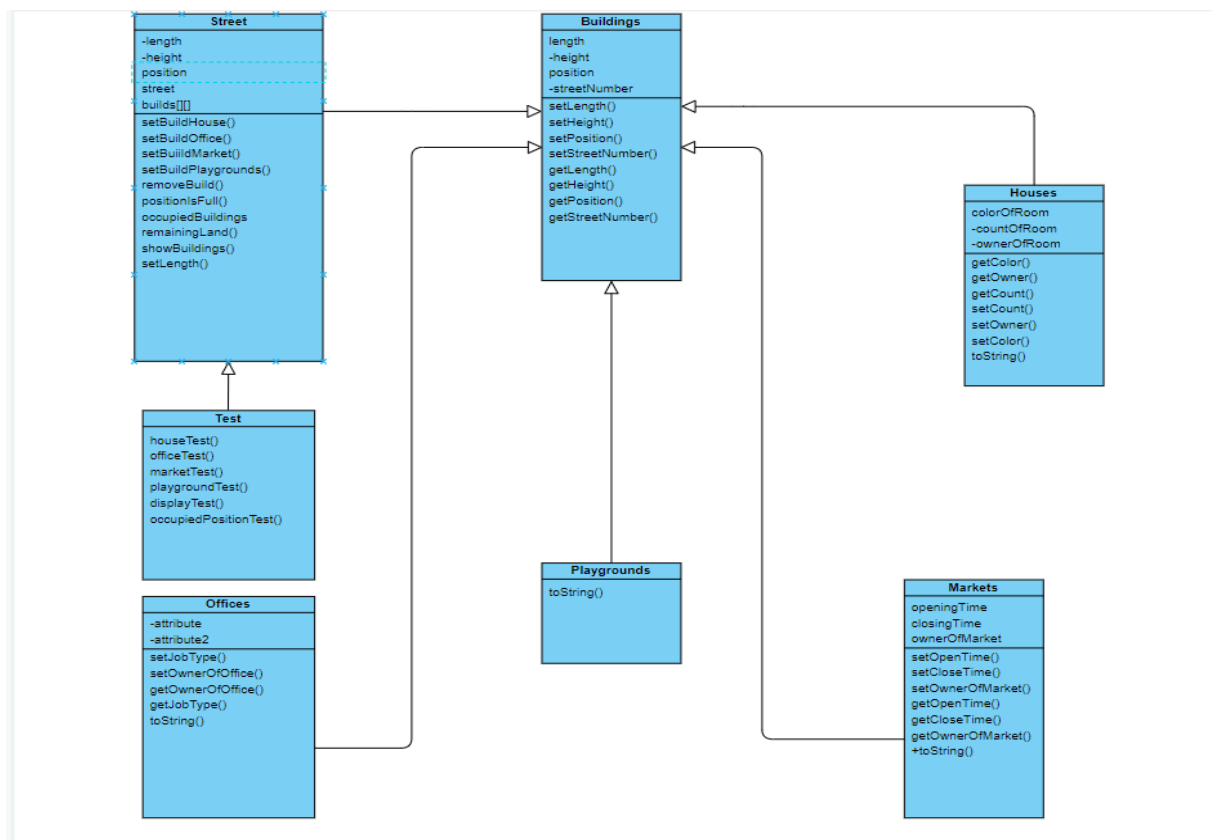 Street
-length
-height
position
street
builds[][]
setBuildHouse()
setBuildOffice()
setBuildMarket()
setBuildPlaygrounds()
removeBuild()
positionIsFull()
occupiedBuildings
remainingLand()
showBuildings()
setLength()
Buildings
length
-height
position
-streetNumber
setLength()
setHeight()
setPosition()
setStreetNumber()
getLength()
getHeight()
getPosition()
getStreetNumber()
Houses
colorOfRoom
-countOfRoom
-ownerOfRoom
getColor()
getOwner()
getCount()
setCount()
setOwner()
setColor()
toString()
Test
houseTest()
officeTest()
marketTest()
playgroundTest()
displayTest()
occupiedPositionTest()
Offices
-attribute
-attribute2
setJobType()
setOwnerOfOffice()
getOwnerOfOffice()
getJobType()
toString()
Playgrounds
toString()
Markets
openingTime
closingTime
ownerOfMarket
setOpenTime()
setCloseTime()
setOwnerOfMarket()
getOpenTime()
getCloseTime()
getOwnerOfMarket()
+toString()